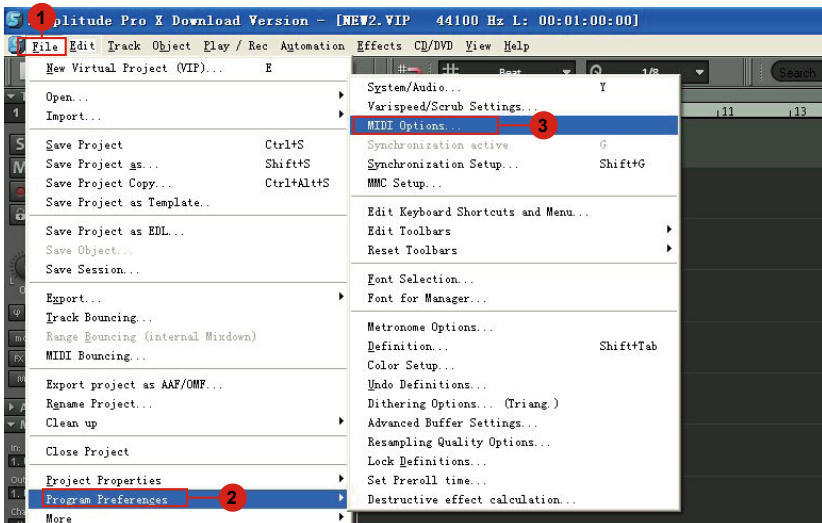 plitude Pro X Download Version - [NEW2.VIP 44100 Hz L: 00:01:00:00]
1
File Edit Track Object Play / Rec Automation Effects CD/DVD View Help
New Virtual Project (VIP)... E
Open...
Import...
Save Project Ctrl+S
Save Project as... Shift+S
Save Project Copy... Ctrl+Alt+S
Save Project as Template..
Save Project as EDL...
Save Object...
Save Session...
Export...
Track Bouncing...
Range Bouncing (internal Mixdown)
MIDI Bouncing...
Export project as AAF/OMF...
Rename Project...
Clean up
Close Project
Project Properties
Program Preferences 2
More
Beat 1/8 Search
System/Audio... Y
Varispeed/Scrub Settings...
MIDI Options... 3
Synchronization active G
Synchronization Setup... Shift+G
MMC Setup...
Edit Keyboard Shortcuts and Menu...
Edit Toolbars
Reset Toolbars
Font Selection...
Font for Manager...
Metronome Options...
Definition... Shift+Tab
Color Setup...
Undo Definitions...
Dithering Options... (Triang.)
Advanced Buffer Settings...
Resampling Quality Options...
Lock Definitions...
Set Preroll time...
Destructive effect calculation...
11 13
1
S
M
L
FX
In:
1.
Out
1.
Cha